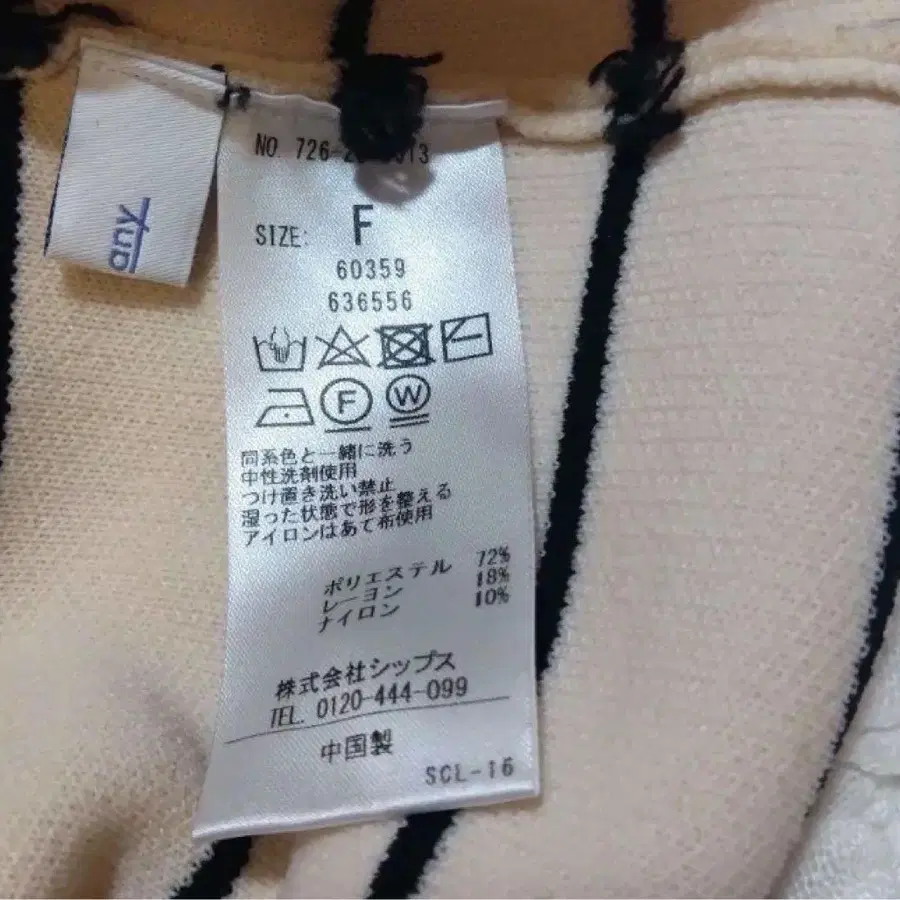 any
NO. 726-
SIZE: F
60359
636556
F W
同系色と一緒に洗う
中性洗剤使用
つけ置き洗い禁止
湿った状態で形を整える
アイロンはあて布使用
ポリエステル 72%
レーヨン 18%
ナイロン 10%
株式会社シップス
TEL. 0120-444-099
中国製
SCL-16